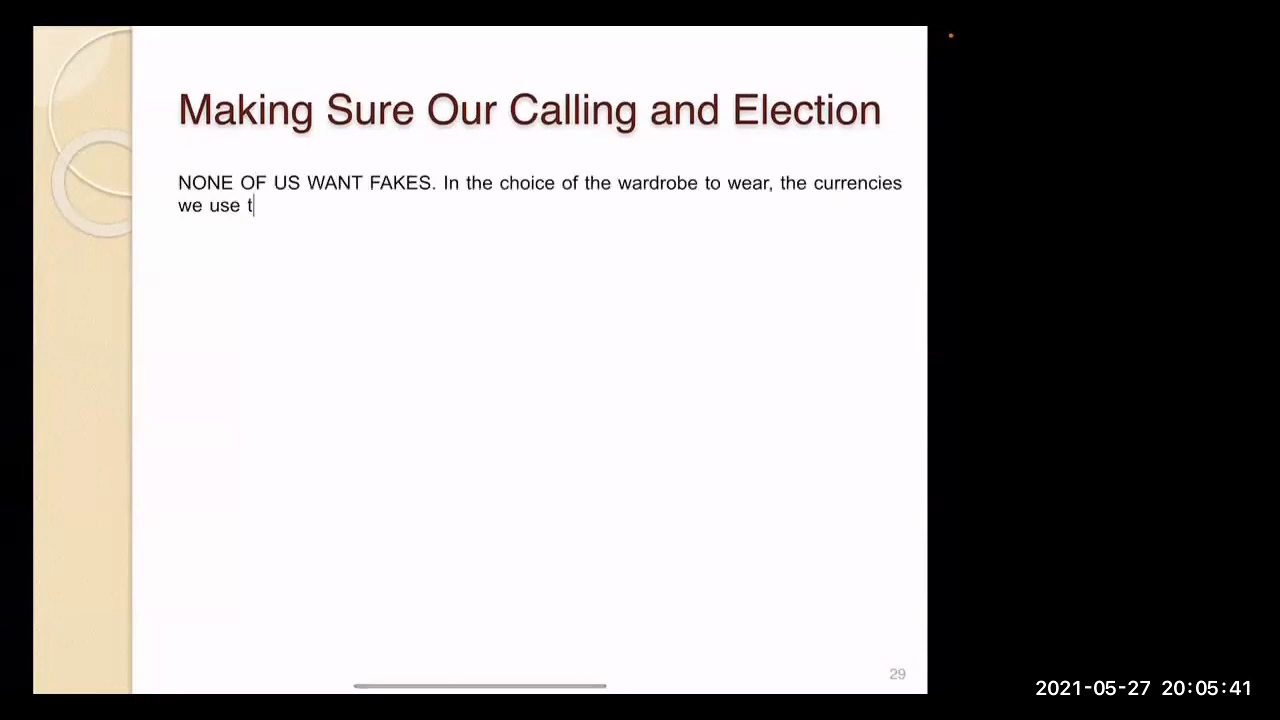 Making Sure Our Calling and Election
NONE OF US WANT FAKES. In the choice of the wardrobe to wear, the currencies
we use t
29
2021-05-27 20:05:41